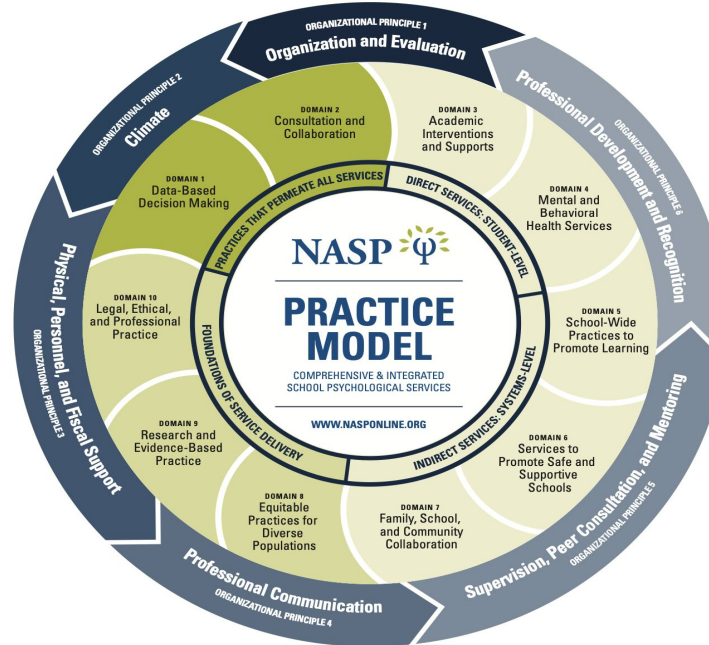 ORGANIZATIONAL PRINCIPLE 1
Organization and Evaluation
ORGANIZATIONAL PRINCIPLE 2
Climate
Physical, Personnel, and Fiscal Support
ORGANIZATIONAL PRINCIPLE 3
Professional Communication
ORGANIZATIONAL PRINCIPLE 4
Supervision, Peer Consultation, and Mentoring
ORGANIZATIONAL PRINCIPLE 5
ORGANIZATIONAL PRINCIPLE 6
Professional Development and Recognition
DOMAIN 1
Data-Based
Decision Making
DOMAIN 2
Consultation and
Collaboration
DOMAIN 3
Academic
Interventions
and Supports
DOMAIN 4
Mental and
Behavioral
Health Services
DOMAIN 5
School-Wide
Practices to
Promote Learning
DOMAIN 6
Services to
Promote Safe and
Supportive
Schools
DOMAIN 7
Family, School,
and Community
Collaboration
DOMAIN 8
Equitable
Practices for
Diverse
Populations
DOMAIN 9
Research and
Evidence-Based
Practice
DOMAIN 10
Legal, Ethical,
and Professional
Practice
PRACTICES THAT PERMEATE ALL SERVICES
DIRECT SERVICES: STUDENT-LEVEL
INDIRECT SERVICES: SYSTEMS-LEVEL
FOUNDATIONS OF SERVICE DELIVERY
NASP ψ
PRACTICE
MODEL
COMPREHENSIVE & INTEGRATED
SCHOOL PSYCHOLOGICAL SERVICES
WWW.NASPONLINE.ORG